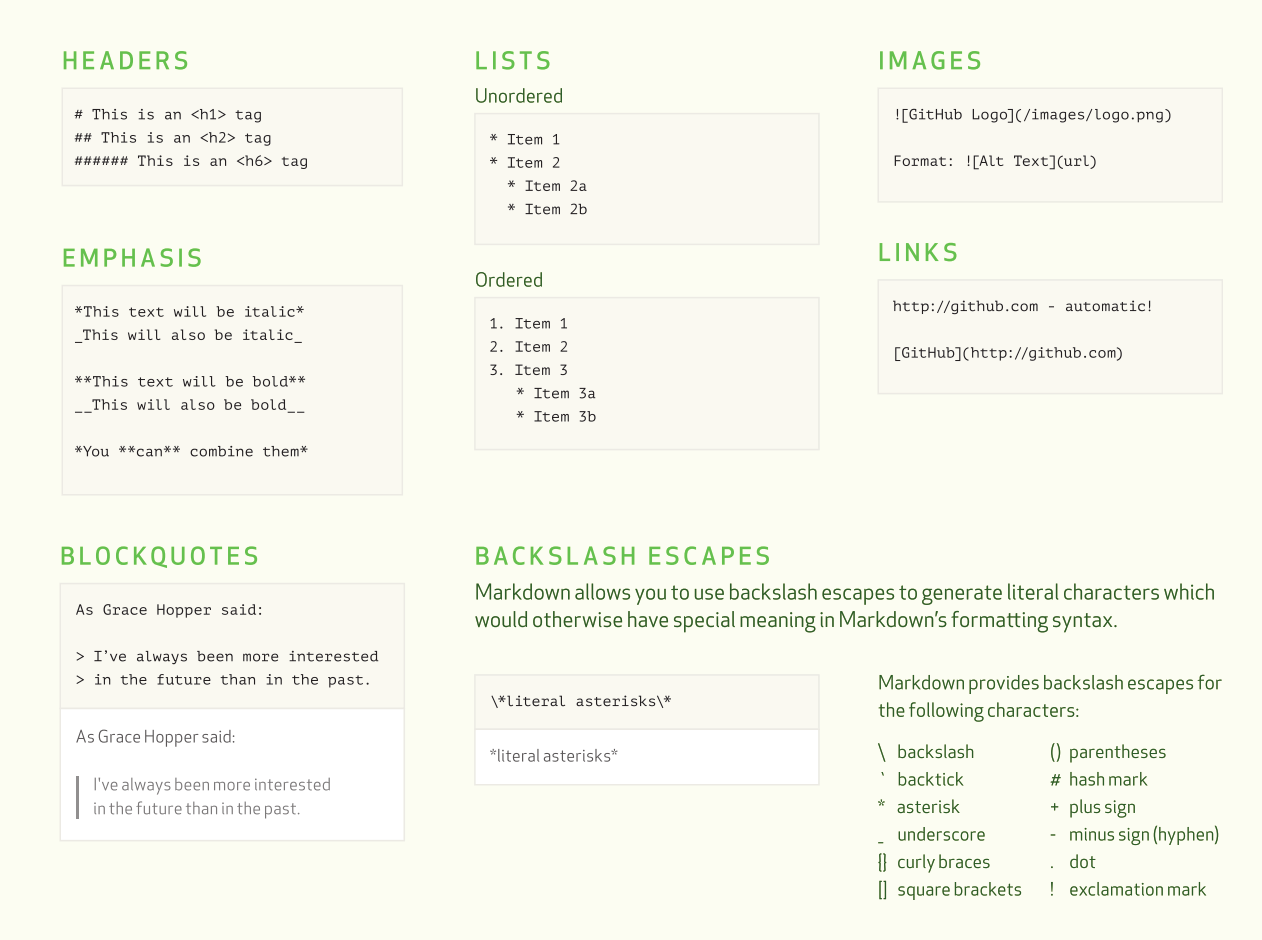 HEADERS
# This is an <h1> tag
## This is an <h2> tag
###### This is an <h6> tag
EMPHASIS
*This text will be italic*
_This will also be italic_
**This text will be bold**
__This will also be bold__
*You **can** combine them*
LISTS
Unordered
* Item 1
* Item 2
  * Item 2a
  * Item 2b
Ordered
1. Item 1
2. Item 2
3. Item 3
   * Item 3a
   * Item 3b
IMAGES
![GitHub Logo](/images/logo.png)
Format: ![Alt Text](url)
LINKS
http://github.com - automatic!
[GitHub](http://github.com)
BLOCKQUOTES
As Grace Hopper said:
> I’ve always been more interested
> in the future than in the past.
As Grace Hopper said:
I've always been more interested
in the future than in the past.
BACKSLASH ESCAPES
Markdown allows you to use backslash escapes to generate literal characters which
would otherwise have special meaning in Markdown’s formatting syntax.
\*literal asterisks\*
*literal asterisks*
Markdown provides backslash escapes for
the following characters:
\ backslash
` backtick
* asterisk
_ underscore
{} curly braces
[] square brackets
() parentheses
# hash mark
+ plus sign
- minus sign (hyphen)
. dot
! exclamation mark